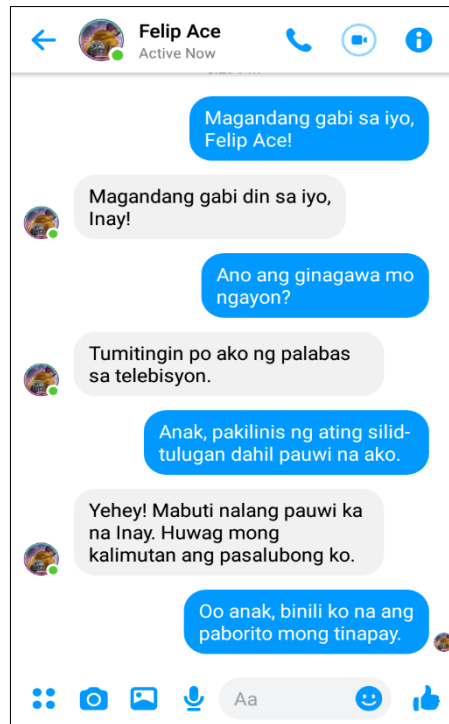 Felip Ace
Active Now
Magandang gabi sa iyo,
Felip Ace!
Magandang gabi din sa iyo,
Inay!
Ano ang ginagawa mo
ngayon?
Tumitingin po ako ng palabas
sa telebisyon.
Anak, pakilinis ng ating silid-
tulugan dahil pauwi na ako.
Yehey! Mabuti nalang pauwi ka
na Inay. Huwag mong
kalimutan ang pasalubong ko.
Oo anak, binili ko na ang
paborito mong tinapay.
Aa